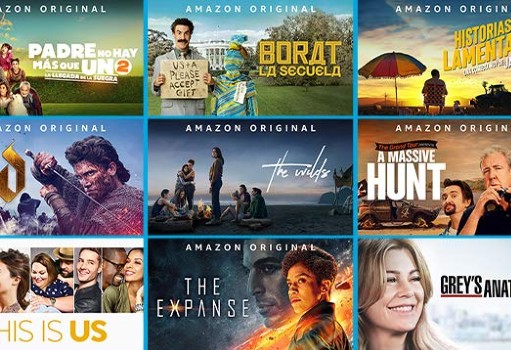 AMAZON ORIGINAL
PADRE NO HAY
MÁS QUE UNO 2
LA LLEGADA DE LA SUEGRA
AMAZON ORIGINAL
US + A
PLEASE
ACCEPT
GIFT
BORAT
LA SECUELA
AMAZON ORIGINAL
HISTORIAS
LAMENTA
AMAZON ORIGINAL
D
AMAZON ORIGINAL
the wilds
AMAZON ORIGINAL
The Grand Tour PRESENTS
A MASSIVE
HUNT
HIS IS US
AMAZON ORIGINAL
THE
EXPANSE
GREY'S ANAT